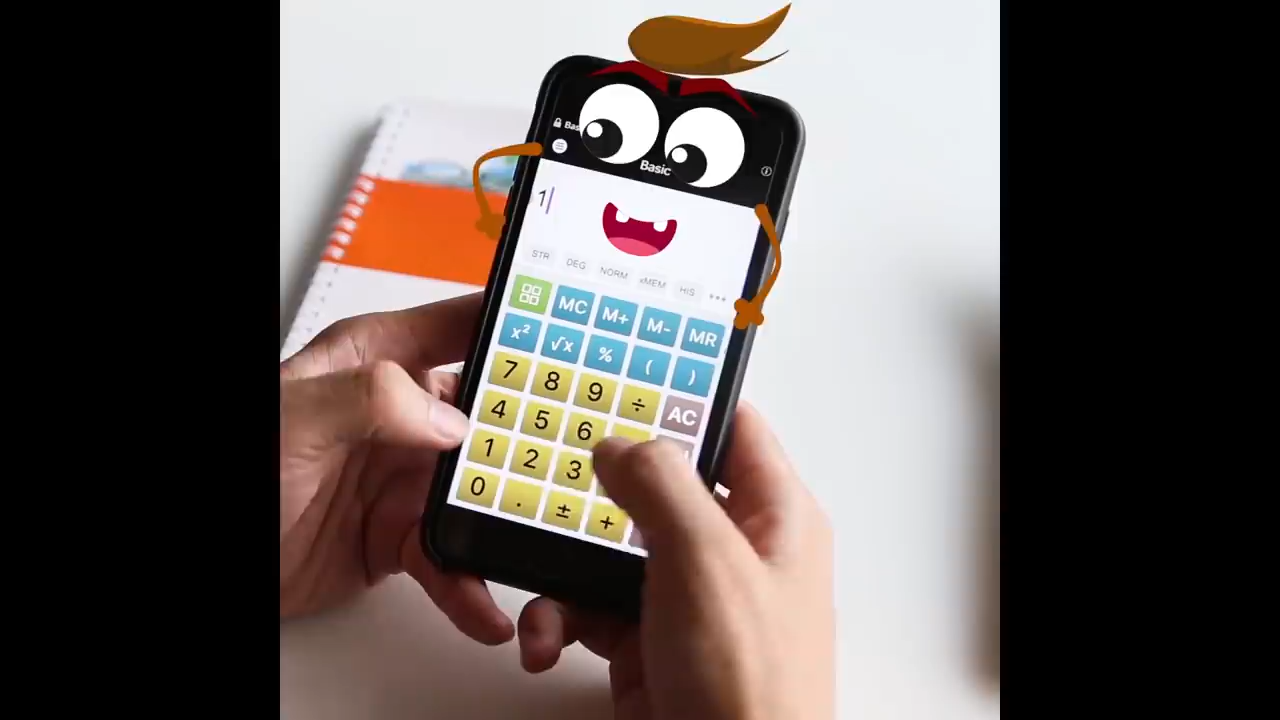 Bas
Basic
1
STR DEG NORM xMEM HIS •••
MC M+ M- MR
x² √x % ( )
7 8 9 ÷ AC
4 5 6
1 2 3
0 . ± +